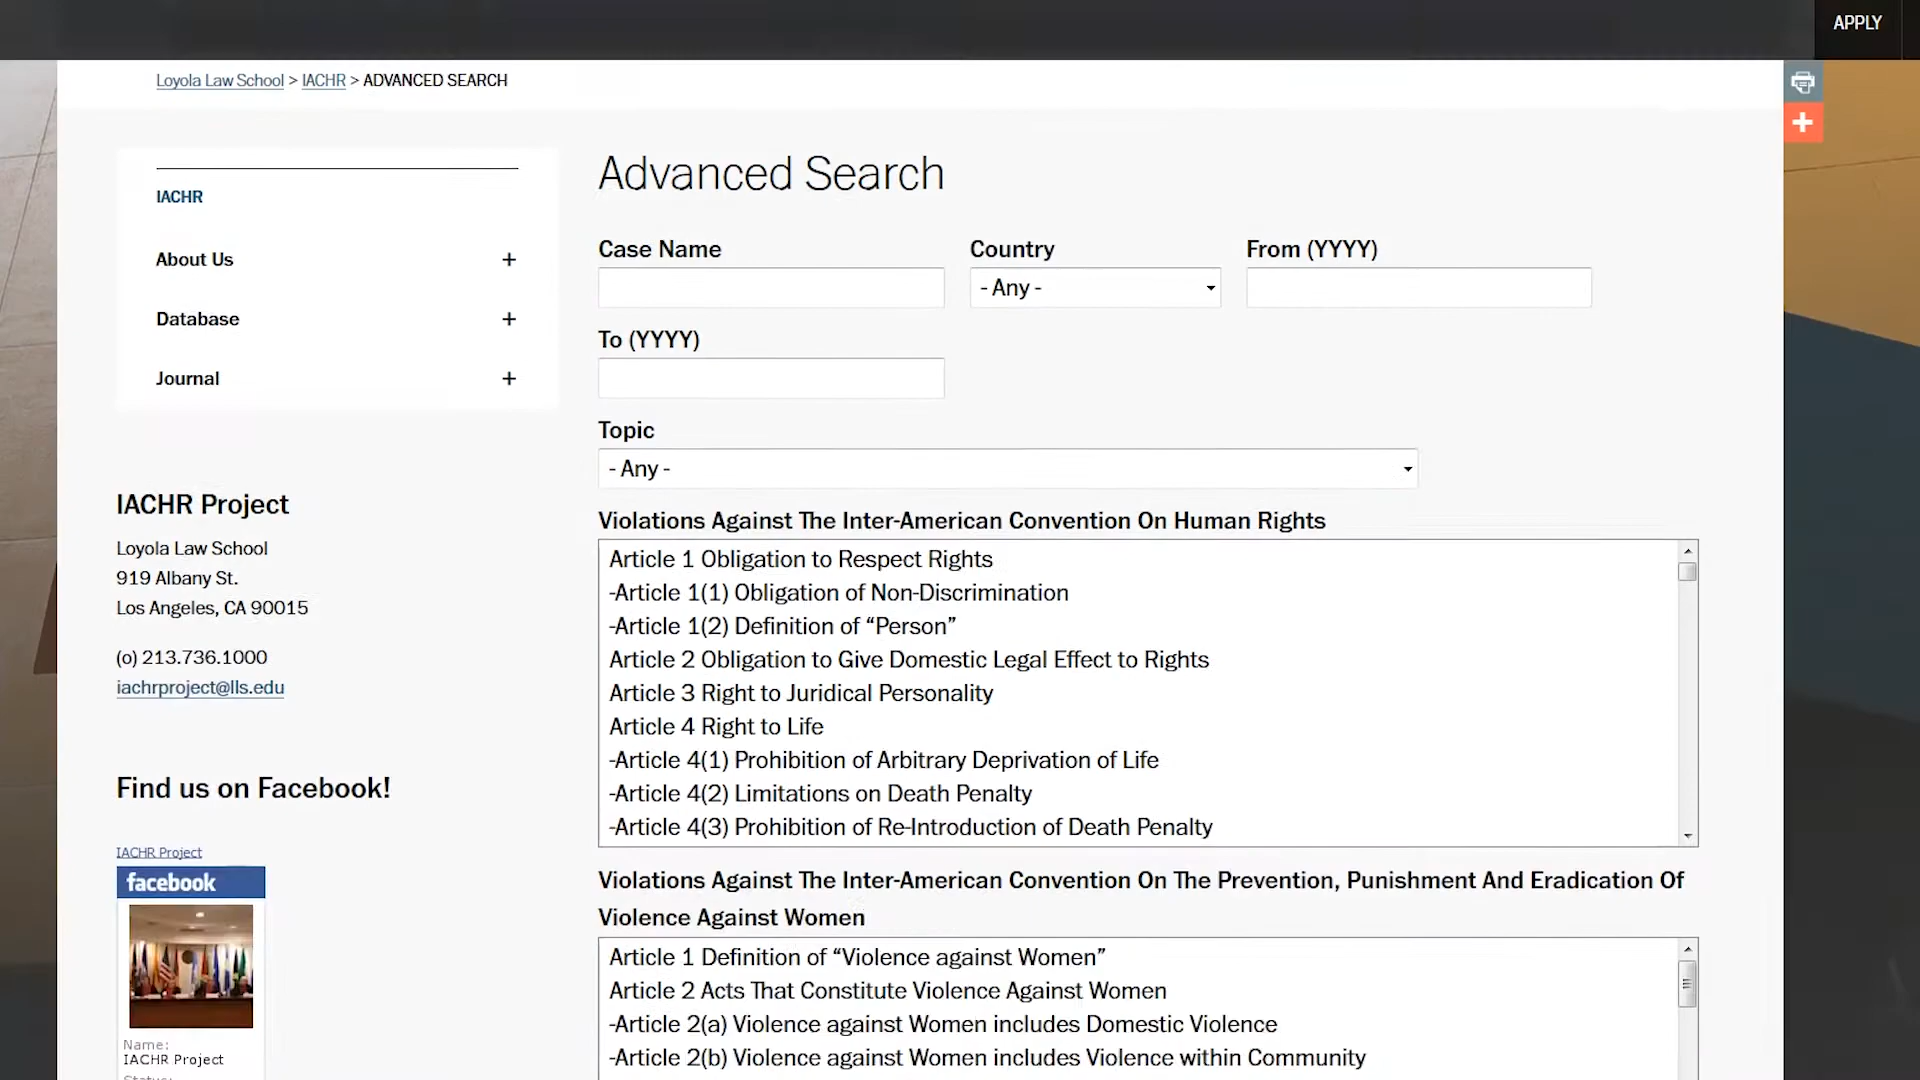 APPLY
Loyola Law School > IACHR > ADVANCED SEARCH
IACHR
About Us +
Database +
Journal +
IACHR Project
Loyola Law School
919 Albany St.
Los Angeles, CA 90015
(o) 213.736.1000
iachrproject@lls.edu
Find us on Facebook!
IACHR Project
facebook
Name:
IACHR Project
Status:
Advanced Search
Case Name
Country
From (YYYY)
- Any -
To (YYYY)
Topic
- Any -
Violations Against The Inter-American Convention On Human Rights
Article 1 Obligation to Respect Rights
-Article 1(1) Obligation of Non-Discrimination
-Article 1(2) Definition of “Person”
Article 2 Obligation to Give Domestic Legal Effect to Rights
Article 3 Right to Juridical Personality
Article 4 Right to Life
-Article 4(1) Prohibition of Arbitrary Deprivation of Life
-Article 4(2) Limitations on Death Penalty
-Article 4(3) Prohibition of Re-Introduction of Death Penalty
Violations Against The Inter-American Convention On The Prevention, Punishment And Eradication Of
Violence Against Women
Article 1 Definition of “Violence against Women”
Article 2 Acts That Constitute Violence Against Women
-Article 2(a) Violence against Women includes Domestic Violence
-Article 2(b) Violence against Women includes Violence within Community